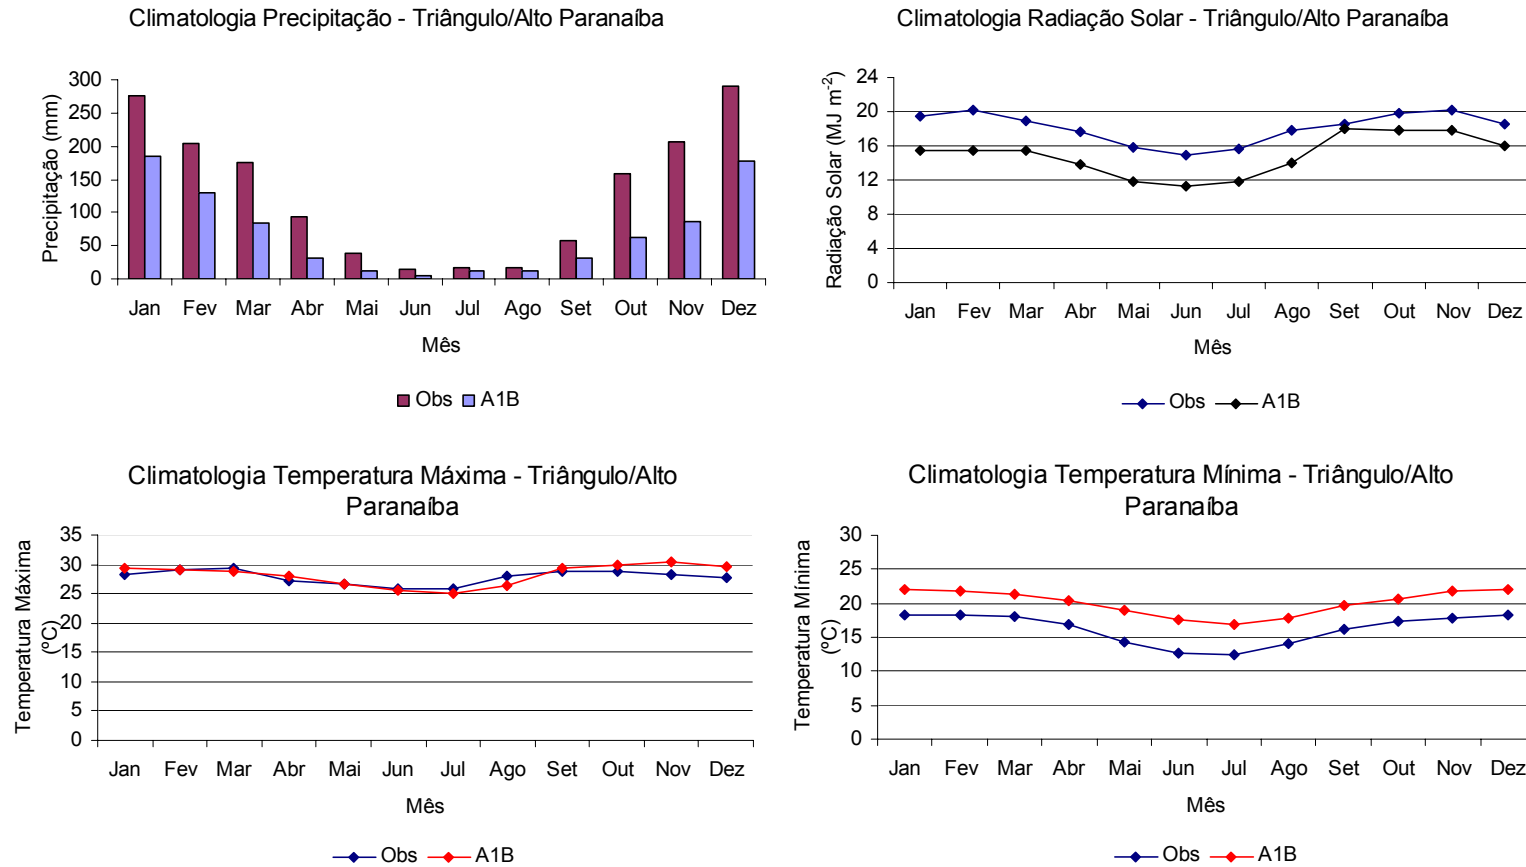 Climatologia Precipitação - Triângulo/Alto Paranaíba
Precipitação (mm)
300
250
200
150
100
50
0
Jan Fev Mar Abr Mai Jun Jul Ago Set Out Nov Dez
Mês
Obs A1B
Climatologia Radiação Solar - Triângulo/Alto Paranaíba
Radiação Solar (MJ m⁻²)
24
20
16
12
8
4
0
Jan Fev Mar Abr Mai Jun Jul Ago Set Out Nov Dez
Mês
Obs A1B
Climatologia Temperatura Máxima - Triângulo/Alto
Paranaíba
Temperatura Máxima
(ºC)
35
30
25
20
15
10
5
0
Jan Fev Mar Abr Mai Jun Jul Ago Set Out Nov Dez
Mês
Obs A1B
Climatologia Temperatura Mínima - Triângulo/Alto
Paranaíba
Temperatura Mínima
(ºC)
30
25
20
15
10
5
0
Jan Fev Mar Abr Mai Jun Jul Ago Set Out Nov Dez
Mês
Obs A1B